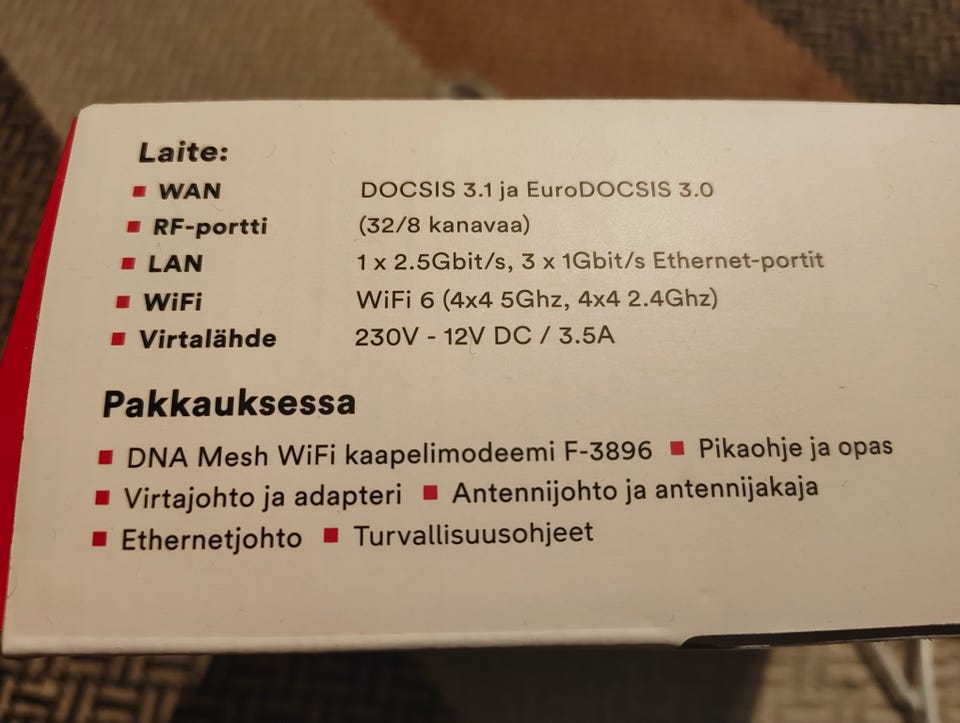 Laite:
▪ WAN DOCSIS 3.1 ja EuroDOCSIS 3.0
▪ RF-portti (32/8 kanavaa)
▪ LAN 1 x 2.5Gbit/s, 3 x 1Gbit/s Ethernet-portit
▪ WiFi WiFi 6 (4x4 5Ghz, 4x4 2.4Ghz)
▪ Virtalähde 230V - 12V DC / 3.5A
Pakkauksessa
▪ DNA Mesh WiFi kaapelimodeemi F-3896 ▪ Pikaohje ja opas
▪ Virtajohto ja adapteri ▪ Antennijohto ja antennijakaja
▪ Ethernetjohto ▪ Turvallisuusohjeet